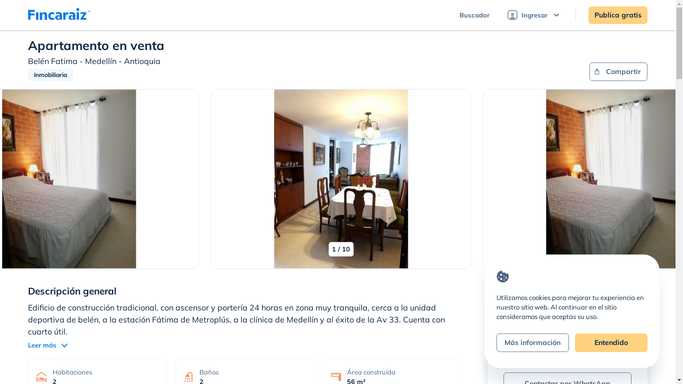 Fincaraiz
Buscador
Ingresar
Publica gratis
Apartamento en venta
Belén Fatima - Medellín - Antioquia
Inmobiliaria
Compartir
1 / 10
Descripción general
Edificio de construcción tradicional, con ascensor y portería 24 horas en zona muy tranquila, cerca a la unidad
deportiva de belén, a la estación Fátima de Metroplús, a la clínica de Medellín y al éxito de la Av 33. Cuenta con
cuarto útil.
Leer más
Habitaciones
2
Baños
2
Área construida
56 m²
Utilizamos cookies para mejorar tu experiencia en
nuestro sitio web. Al continuar en el sitio
consideramos que aceptas su uso.
Más información
Entendido
Contactar por WhatsApp